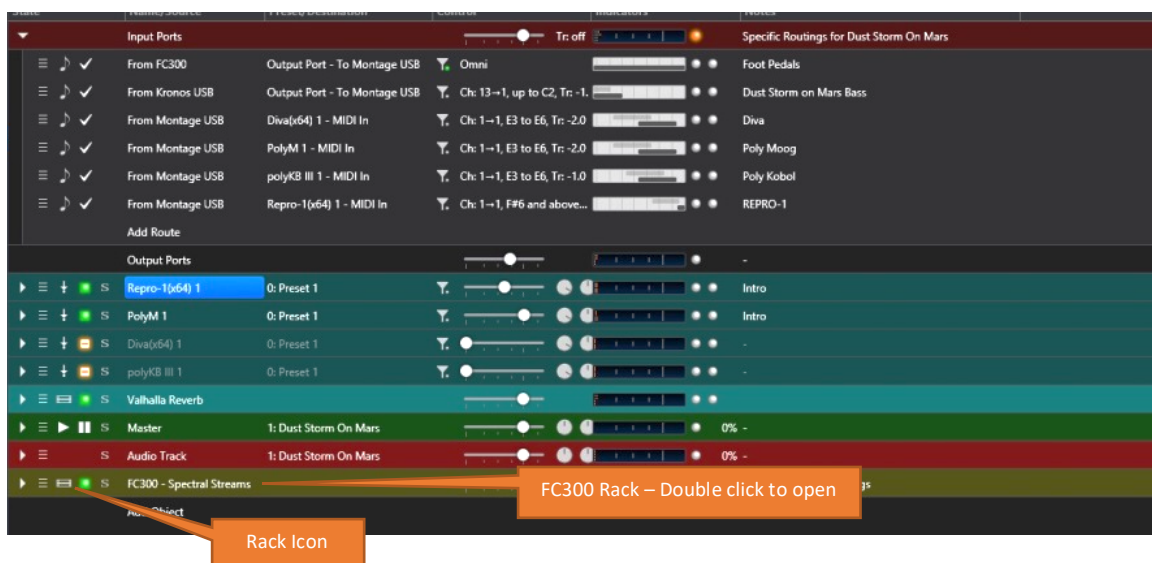 State Name/Source Preset/Destination Control Indicators Notes
Input Ports Tr: off Specific Routings for Dust Storm On Mars
From FC300 Output Port - To Montage USB Omni Foot Pedals
From Kronos USB Output Port - To Montage USB Ch: 13→1, up to C2, Tr: -1. Dust Storm on Mars Bass
From Montage USB Diva(x64) 1 - MIDI In Ch: 1→1, E3 to E6, Tr: -2.0 Diva
From Montage USB PolyM 1 - MIDI In Ch: 1→1, E3 to E6, Tr: -2.0 Poly Moog
From Montage USB polyKB III 1 - MIDI In Ch: 1→1, E3 to E6, Tr: -1.0 Poly Kobol
From Montage USB Repro-1(x64) 1 - MIDI In Ch: 1→1, F#6 and above... REPRO-1
Add Route
Output Ports -
S Repro-1(x64) 1 0: Preset 1 Intro
S PolyM 1 0: Preset 1 Intro
S Diva(x64) 1 0: Preset 1 -
S polyKB III 1 0: Preset 1 -
S Valhalla Reverb
S Master 1: Dust Storm On Mars 0% -
S Audio Track 1: Dust Storm On Mars 0% -
S FC300 - Spectral Streams
FC300 Rack – Double click to open
Object
Rack Icon